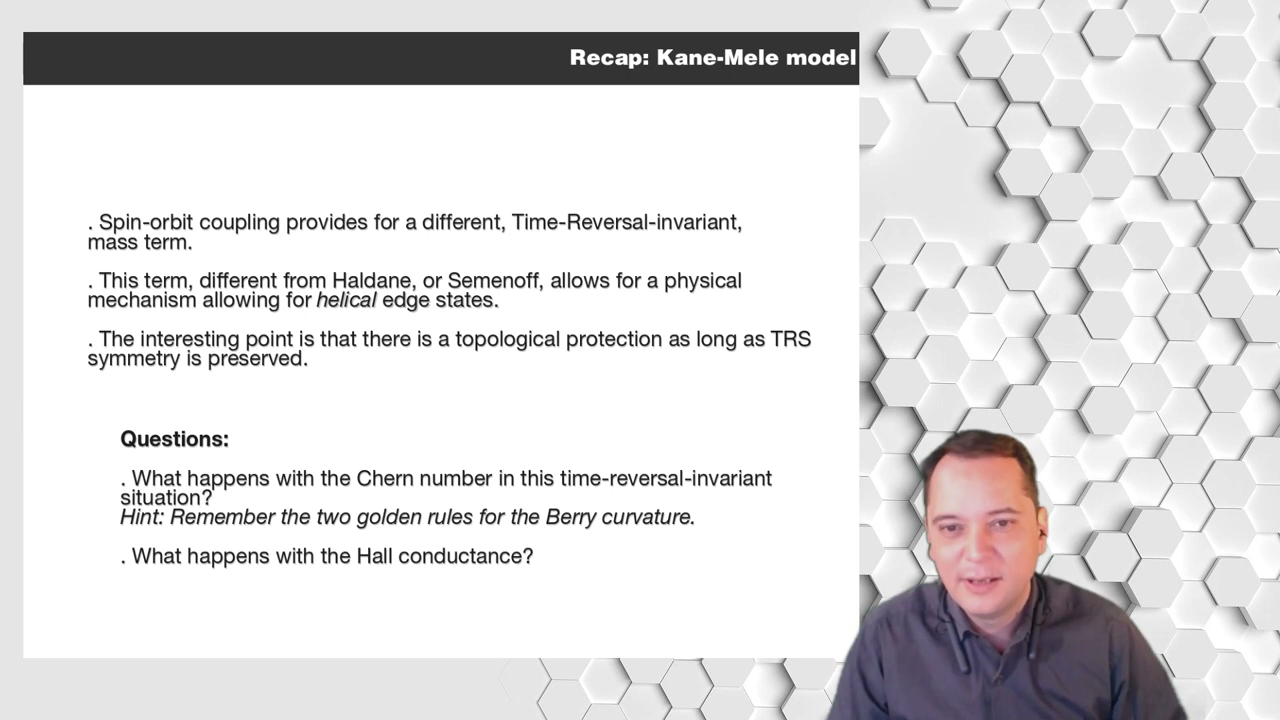 Recap: Kane-Mele model
. Spin-orbit coupling provides for a different, Time-Reversal-invariant,
mass term.
. This term, different from Haldane, or Semenoff, allows for a physical
mechanism allowing for helical edge states.
. The interesting point is that there is a topological protection as long as TRS
symmetry is preserved.
Questions:
. What happens with the Chern number in this time-reversal-invariant
situation?
Hint: Remember the two golden rules for the Berry curvature.
. What happens with the Hall conductance?